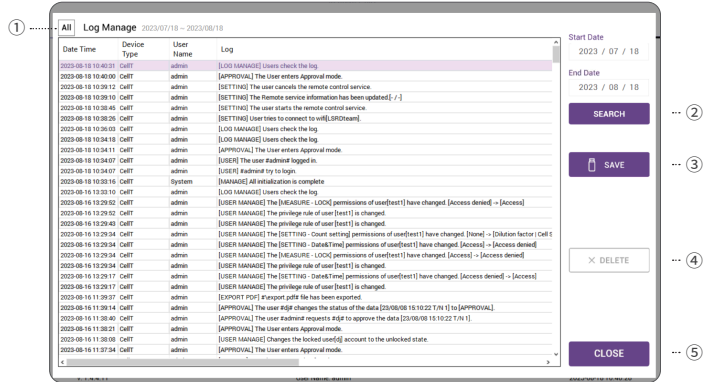 ① All Log Manage 2023/07/18 ~ 2023/08/18
Date Time Device Type User Name Log
2023-08-18 10:40:31 CellT admin [LOG MANAGE] Users check the log.
2023-08-18 10:40:00 CellT admin [APPROVAL] The User enters Approval mode.
2023-08-18 10:39:12 CellT admin [SETTING] The user cancels the remote control service.
2023-08-18 10:39:10 CellT admin [SETTING] The Remote service information has been updated.[- / -]
2023-08-18 10:38:45 CellT admin [SETTING] The user starts the remote control service.
2023-08-18 10:38:26 CellT admin [SETTING] User tries to connect to wifi[LSRDteam].
2023-08-18 10:36:03 CellT admin [LOG MANAGE] Users check the log.
2023-08-18 10:34:18 CellT admin [LOG MANAGE] Users check the log.
2023-08-18 10:34:11 CellT admin [APPROVAL] The User enters Approval mode.
2023-08-18 10:34:07 CellT admin [USER] The user #admin# logged in.
2023-08-18 10:34:07 CellT admin [USER] #admin# try to login.
2023-08-18 10:33:16 CellT System [MANAGE] All initialization is complete
2023-08-16 13:33:10 CellT admin [LOG MANAGE] Users check the log.
2023-08-16 13:29:52 CellT admin [USER MANAGE] The [MEASURE - LOCK] permissions of user[test1] have changed. [Access denied] -> [Access]
2023-08-16 13:29:52 CellT admin [USER MANAGE] The privilege rule of user [test1] is changed.
2023-08-16 13:29:43 CellT admin [USER MANAGE] The privilege rule of user [test1] is changed.
2023-08-16 13:29:34 CellT admin [USER MANAGE] The [SETTING - Count setting] permissions of user[test1] have changed. [None] -> [Dilution factor | Cell S
2023-08-16 13:29:34 CellT admin [USER MANAGE] The [SETTING - Date&Time] permissions of user[test1] have changed. [Access] -> [Access denied]
2023-08-16 13:29:34 CellT admin [USER MANAGE] The [MEASURE - LOCK] permissions of user[test1] have changed. [Access] -> [Access denied]
2023-08-16 13:29:34 CellT admin [USER MANAGE] The privilege rule of user [test1] is changed.
2023-08-16 13:29:17 CellT admin [USER MANAGE] The [SETTING - Date&Time] permissions of user[test1] have changed. [Access denied] -> [Access]
2023-08-16 13:29:17 CellT admin [USER MANAGE] The privilege rule of user [test1] is changed.
2023-08-16 11:39:37 CellT admin [EXPORT PDF] #\export.pdf# file has been exported.
2023-08-16 11:39:14 CellT admin [APPROVAL] The user #dj# changes the status of the data [23/08/08 15:10:22 T/N 1] to [APPROVAL].
2023-08-16 11:38:40 CellT admin [APPROVAL] The user #admin# requests #dj# to approve the data [23/08/08 15:10:22 T/N 1].
2023-08-16 11:38:21 CellT admin [APPROVAL] The User enters Approval mode.
2023-08-16 11:38:08 CellT admin [USER MANAGE] Changes the locked user[dj] account to the unlocked state.
2023-08-16 11:37:34 CellT admin [APPROVAL] The User enters Approval mode.
Start Date
2023 / 07 / 18
End Date
2023 / 08 / 18
SEARCH ②
SAVE ③
× DELETE ④
CLOSE ⑤